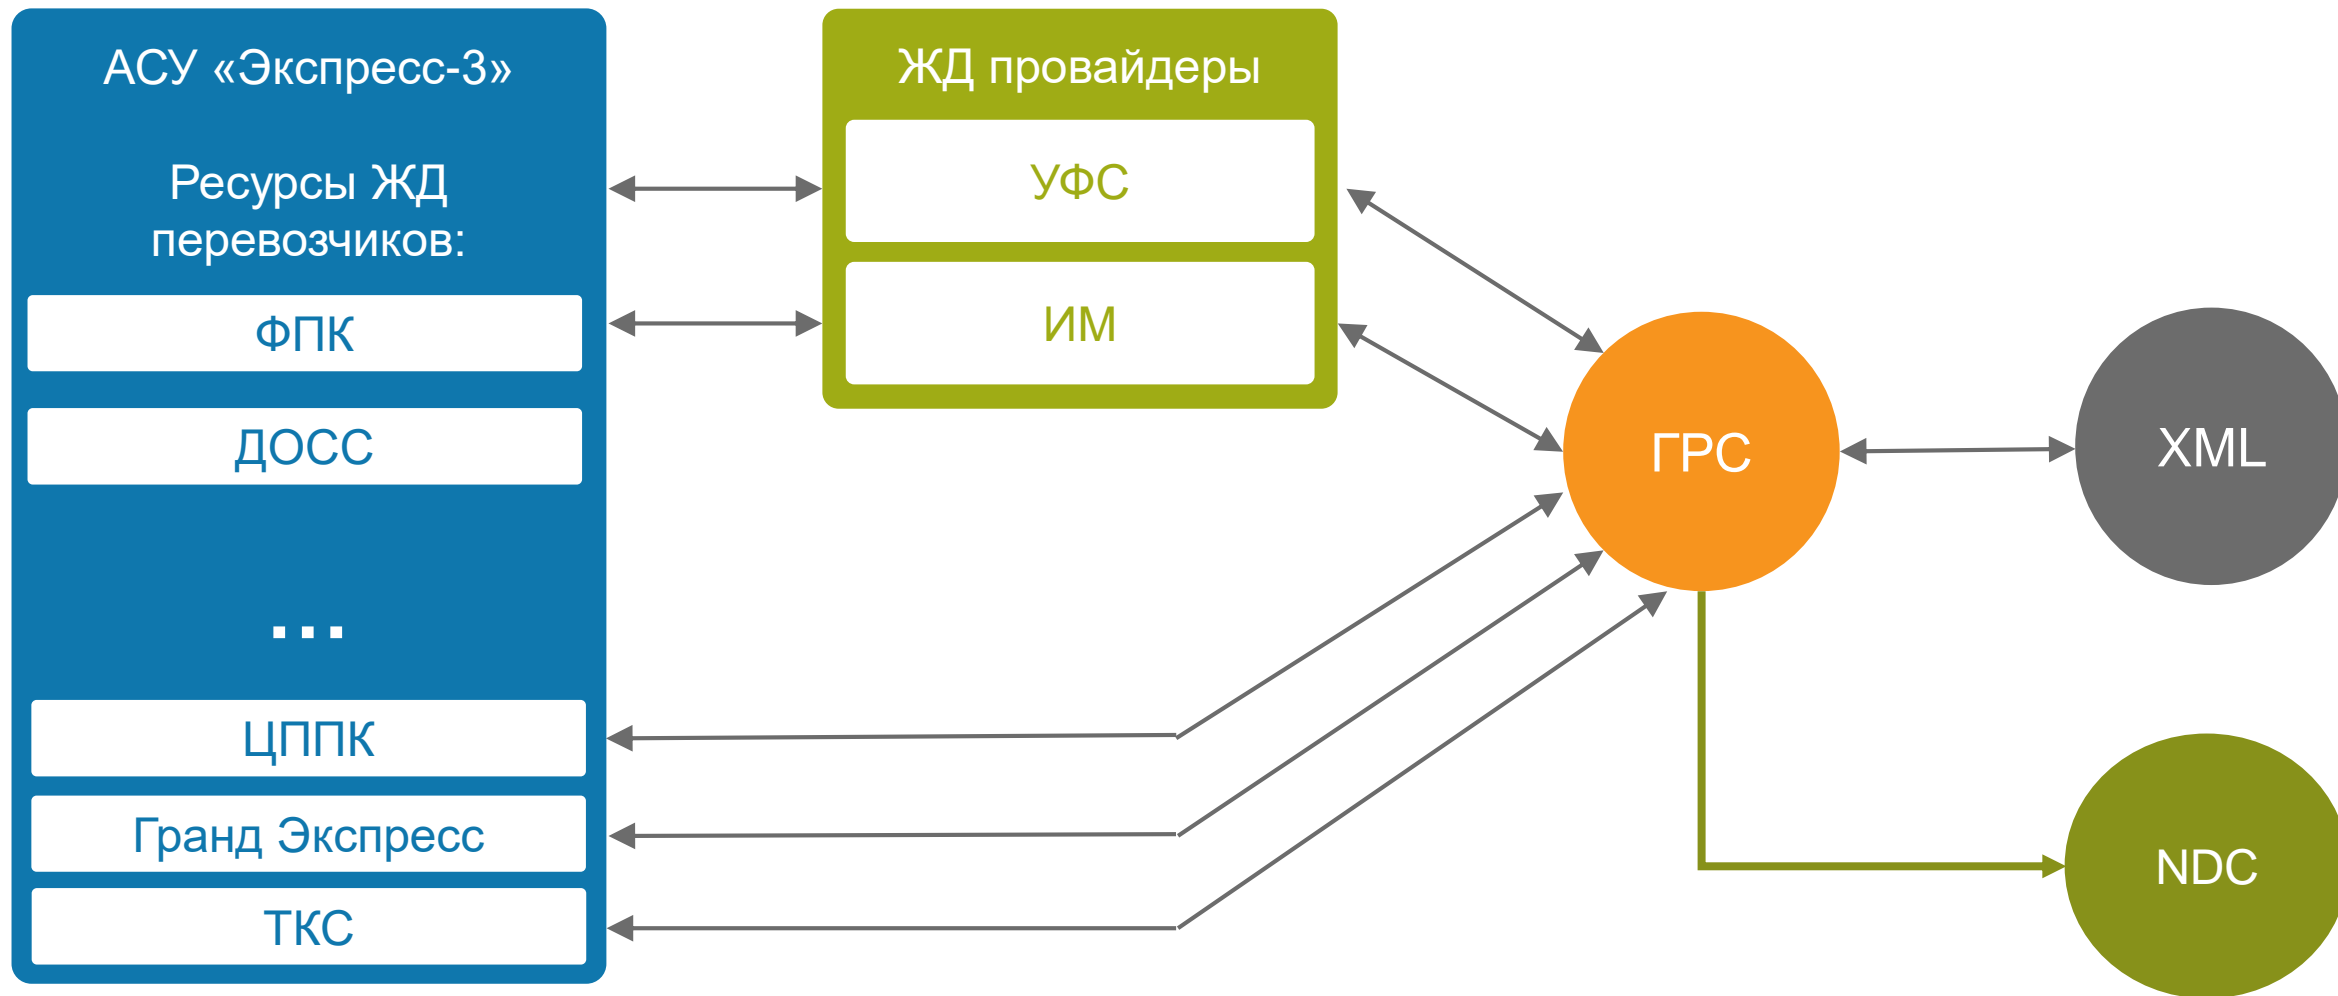 АСУ «Экспресс-3»
Ресурсы ЖД
перевозчиков:
ФПК
ДОСС
...
ЦППК
Гранд Экспресс
ТКС
ЖД провайдеры
УФС
ИМ
ГРС
XML
NDC